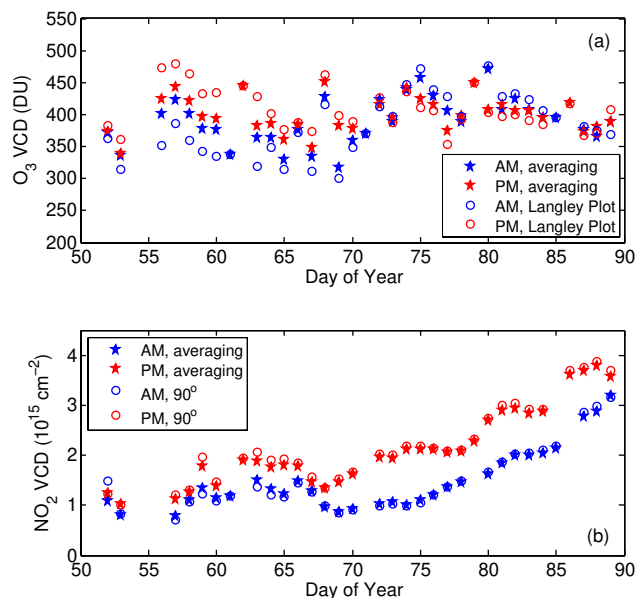 550
500
450
400
350
300
250
200
O3 VCD (DU)
(a)
AM, averaging
PM, averaging
AM, Langley Plot
PM, Langley Plot
50 55 60 65 70 75 80 85 90
Day of Year
4
3
2
1
0
NO2 VCD (10^15 cm^−2)
AM, averaging
PM, averaging
AM, 90°
PM, 90°
(b)
50 55 60 65 70 75 80 85 90
Day of Year